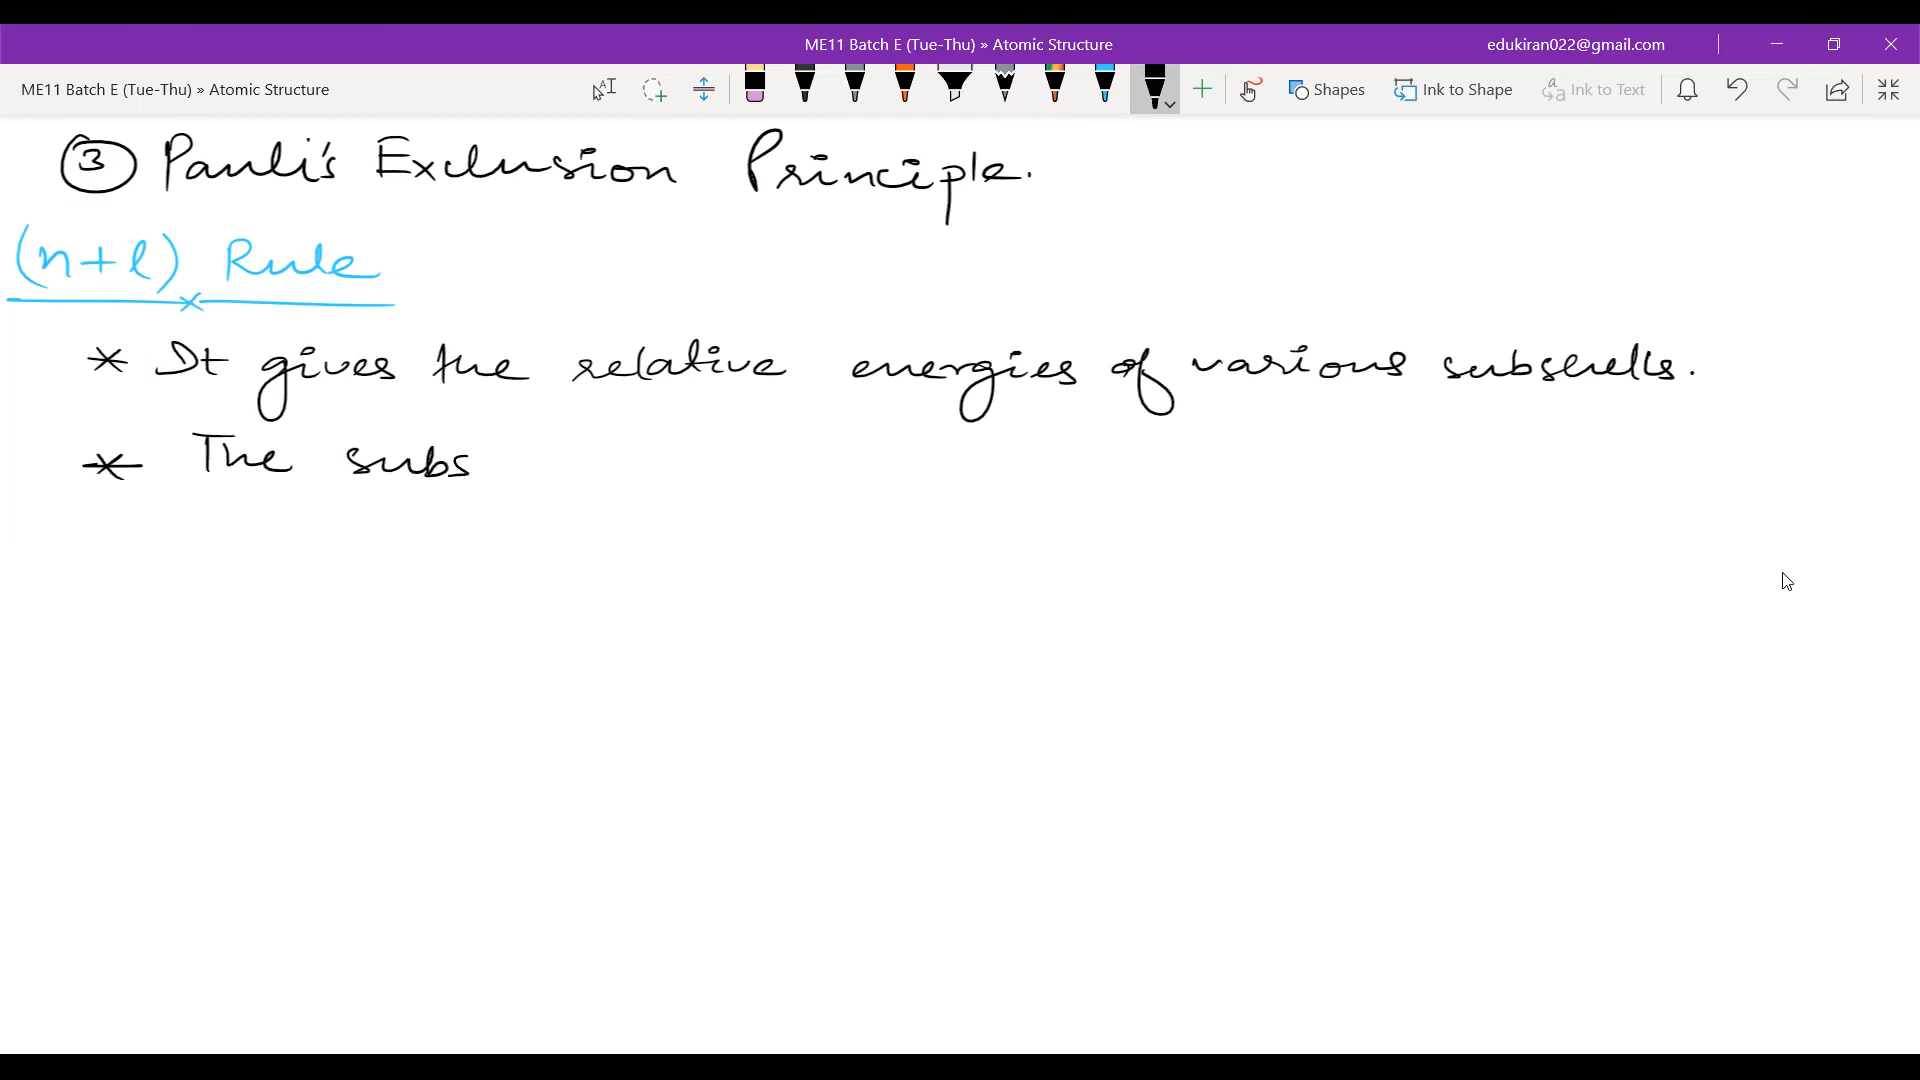 ME11 Batch E (Tue-Thu) » Atomic Structure
edukiran022@gmail.com
ME11 Batch E (Tue-Thu) » Atomic Structure
Shapes
Ink to Shape
Ink to Text
③ Pauli's Exclusion Principle.
(n+l) Rule
* It gives the relative energies of various subshells.
* The subs